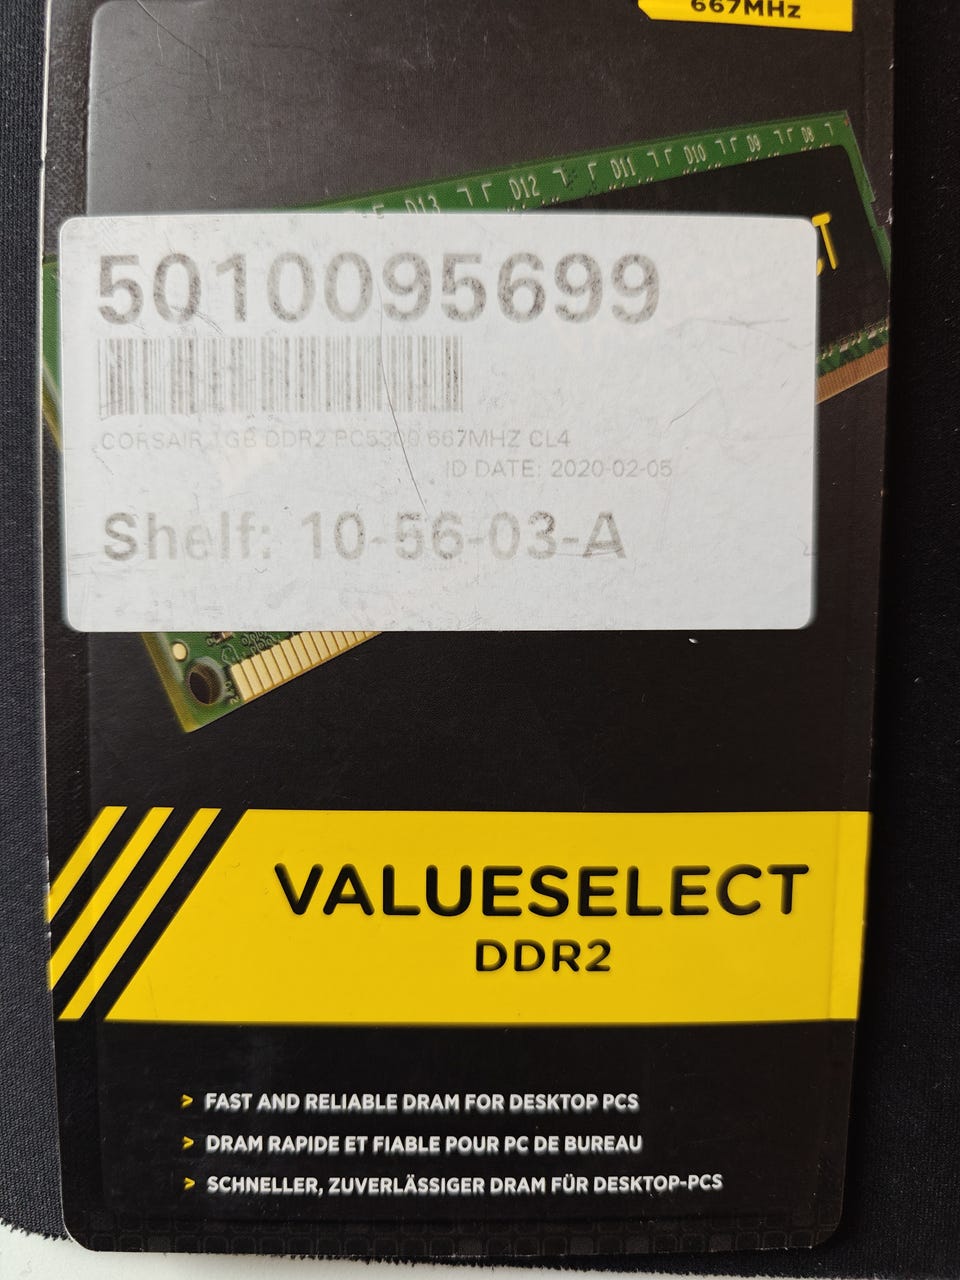 667MHz
D13 D12 D11 D10 D9 D8
CT
5010095699
CORSAIR 1GB DDR2 PC5300 667MHZ CL4
ID DATE: 2020-02-05
Shelf: 10-56-03-A
VALUESELECT
DDR2
> FAST AND RELIABLE DRAM FOR DESKTOP PCS
> DRAM RAPIDE ET FIABLE POUR PC DE BUREAU
> SCHNELLER, ZUVERLÄSSIGER DRAM FÜR DESKTOP-PCS